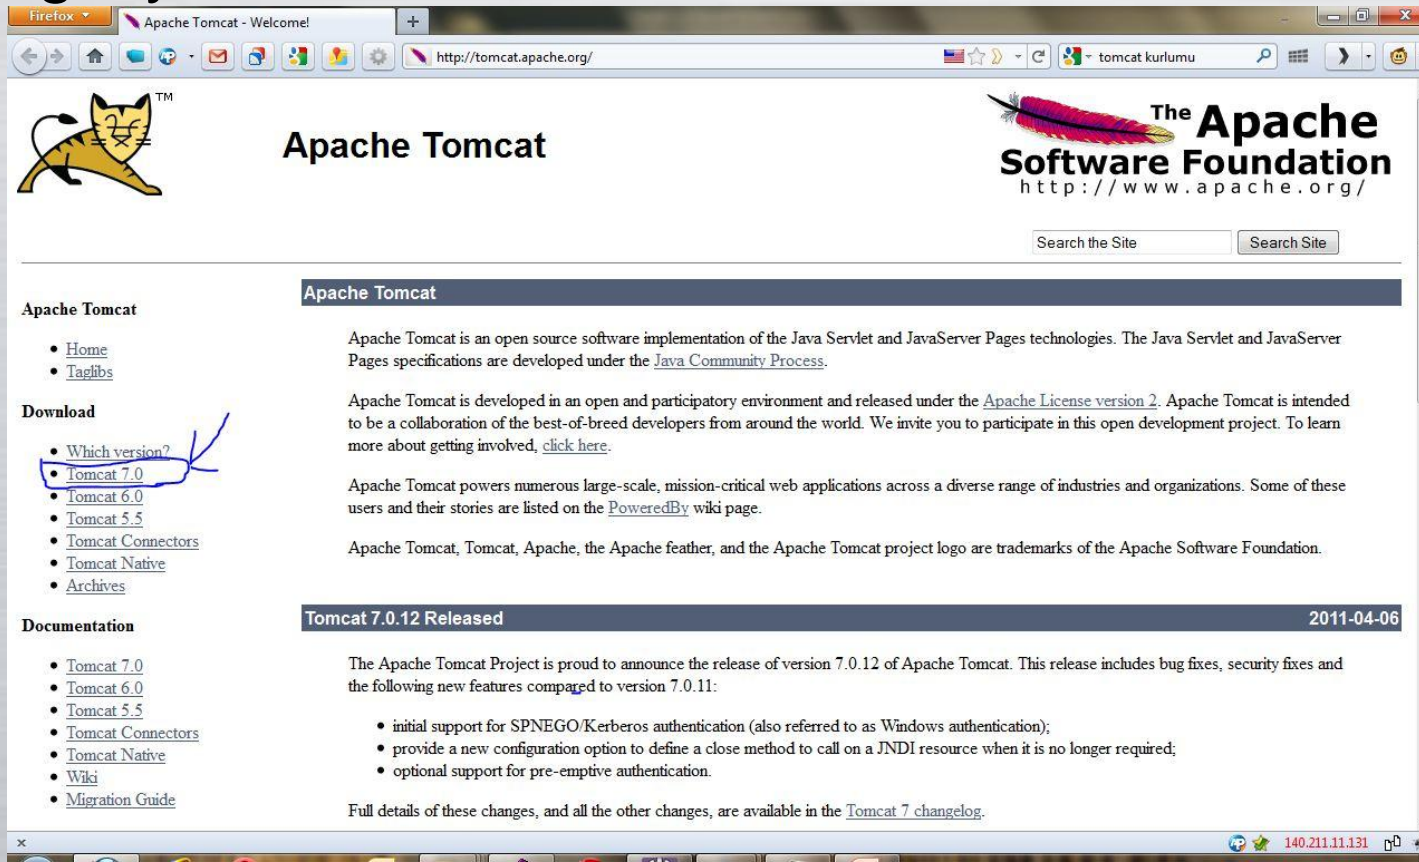 Firefox
Apache Tomcat - Welcome!
http://tomcat.apache.org/
tomcat kurlumu
TM
Apache Tomcat
The Apache
Software Foundation
http://www.apache.org/
Search the Site
Search Site
Apache Tomcat
Home
Taglibs
Download
Which version?
Tomcat 7.0
Tomcat 6.0
Tomcat 5.5
Tomcat Connectors
Tomcat Native
Archives
Documentation
Tomcat 7.0
Tomcat 6.0
Tomcat 5.5
Tomcat Connectors
Tomcat Native
Wiki
Migration Guide
Apache Tomcat
Apache Tomcat is an open source software implementation of the Java Servlet and JavaServer Pages technologies. The Java Servlet and JavaServer
Pages specifications are developed under the Java Community Process.
Apache Tomcat is developed in an open and participatory environment and released under the Apache License version 2. Apache Tomcat is intended
to be a collaboration of the best-of-breed developers from around the world. We invite you to participate in this open development project. To learn
more about getting involved, click here.
Apache Tomcat powers numerous large-scale, mission-critical web applications across a diverse range of industries and organizations. Some of these
users and their stories are listed on the PoweredBy wiki page.
Apache Tomcat, Tomcat, Apache, the Apache feather, and the Apache Tomcat project logo are trademarks of the Apache Software Foundation.
Tomcat 7.0.12 Released 2011-04-06
The Apache Tomcat Project is proud to announce the release of version 7.0.12 of Apache Tomcat. This release includes bug fixes, security fixes and
the following new features compared to version 7.0.11:
initial support for SPNEGO/Kerberos authentication (also referred to as Windows authentication);
provide a new configuration option to define a close method to call on a JNDI resource when it is no longer required;
optional support for pre-emptive authentication.
Full details of these changes, and all the other changes, are available in the Tomcat 7 changelog.
140.211.11.131